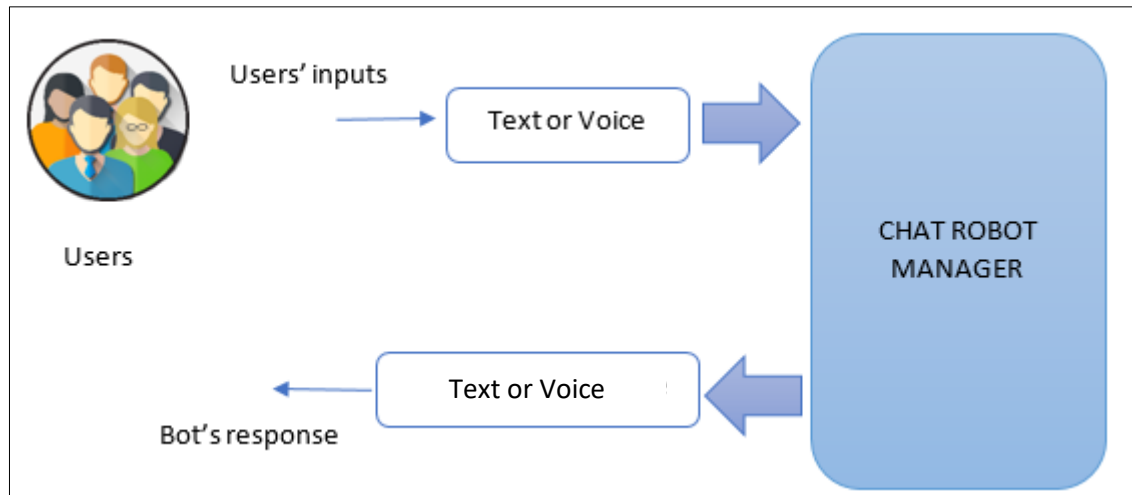 Users' inputs
Text or Voice
Users
CHAT ROBOT
MANAGER
Text or Voice
Bot's response